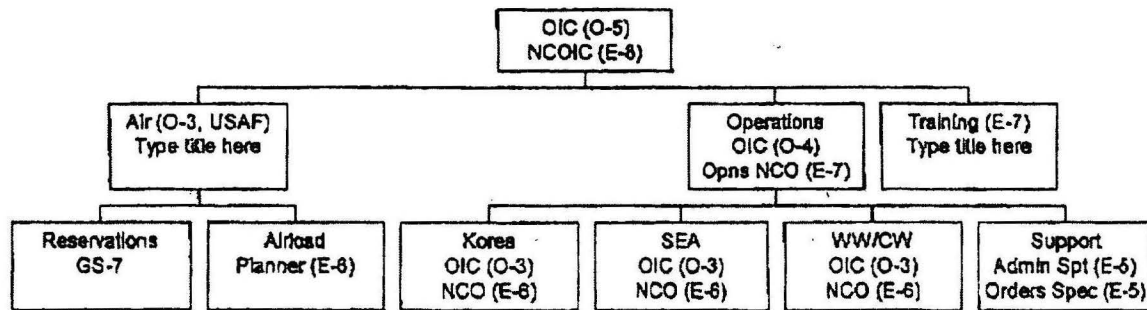 OIC (O-5)
NCOIC (E-8)
Air (O-3, USAF)
Type title here
Operations
OIC (O-4)
Opns NCO (E-7)
Training (E-7)
Type title here
Reservations
GS-7
Airload
Planner (E-6)
Korea
OIC (O-3)
NCO (E-6)
SEA
OIC (O-3)
NCO (E-6)
WW/CW
OIC (O-3)
NCO (E-6)
Support
Admin Spt (E-5)
Orders Spec (E-5)